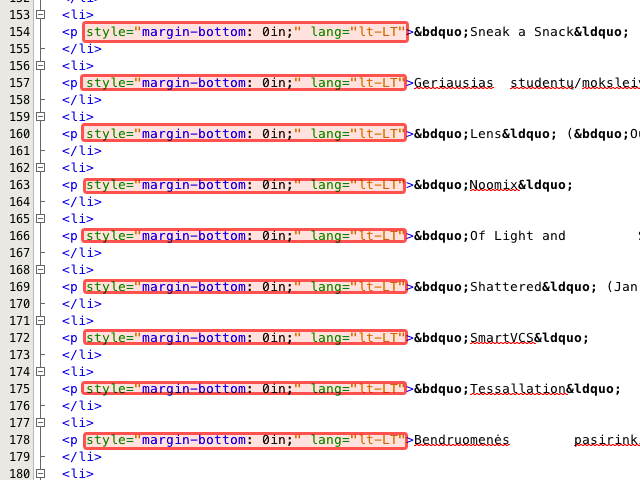 153 <li>
154 <p style="margin-bottom: 0in;" lang="lt-LT">&bdquo;Sneak a Snack&ldquo;
155 </li>
156 <li>
157 <p style="margin-bottom: 0in;" lang="lt-LT">Geriausias studentų/mokslei
158 </li>
159 <li>
160 <p style="margin-bottom: 0in;" lang="lt-LT">&bdquo;Lens&ldquo; (&bdquo;O
161 </li>
162 <li>
163 <p style="margin-bottom: 0in;" lang="lt-LT">&bdquo;Noomix&ldquo;
164 </li>
165 <li>
166 <p style="margin-bottom: 0in;" lang="lt-LT">&bdquo;Of Light and S
167 </li>
168 <li>
169 <p style="margin-bottom: 0in;" lang="lt-LT">&bdquo;Shattered&ldquo; (Jan
170 </li>
171 <li>
172 <p style="margin-bottom: 0in;" lang="lt-LT">&bdquo;SmartVCS&ldquo;
173 </li>
174 <li>
175 <p style="margin-bottom: 0in;" lang="lt-LT">&bdquo;Tessallation&ldquo;
176 </li>
177 <li>
178 <p style="margin-bottom: 0in;" lang="lt-LT">Bendruomenės pasirink
179 </li>
180 <li>